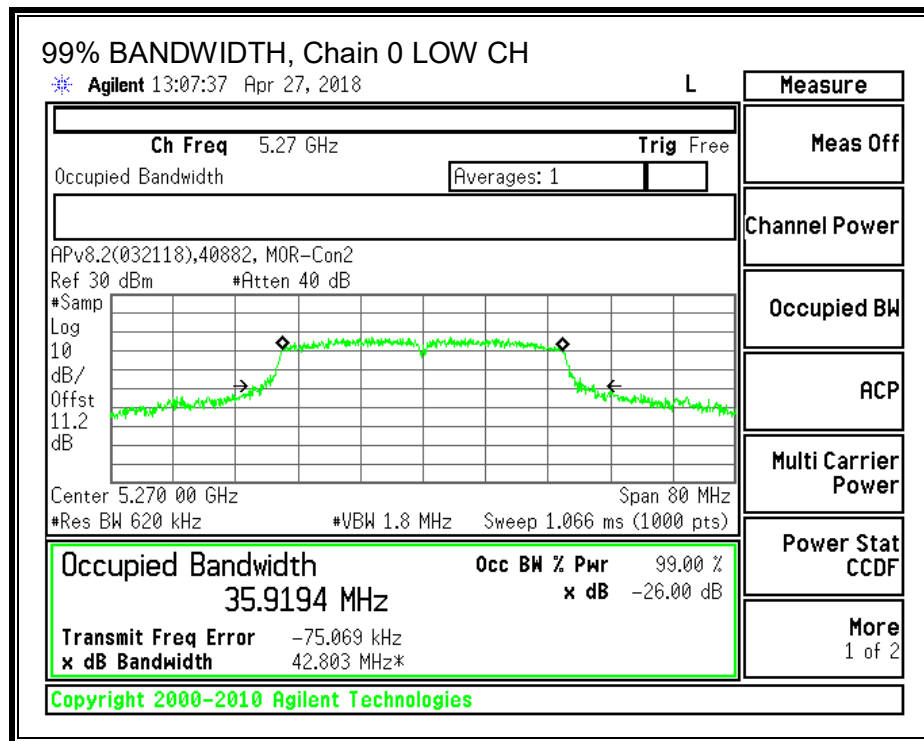 99% BANDWIDTH, Chain 0 LOW CH
Agilent 13:07:37 Apr 27, 2018 L
Measure
Ch Freq 5.27 GHz Trig Free
Occupied Bandwidth Averages: 1
Meas Off
Channel Power
APv8.2(032118),40882, MOR-Con2
Ref 30 dBm #Atten 40 dB
#Samp
Log
10
dB/
Offst
11.2
dB
Occupied BW
ACP
Multi Carrier
Power
Center 5.270 00 GHz Span 80 MHz
#Res BW 620 kHz #VBW 1.8 MHz Sweep 1.066 ms (1000 pts)
Power Stat
CCDF
Occupied Bandwidth Occ BW % Pwr 99.00 %
35.9194 MHz x dB -26.00 dB
Transmit Freq Error -75.069 kHz
x dB Bandwidth 42.803 MHz*
More
1 of 2
Copyright 2000-2010 Agilent Technologies